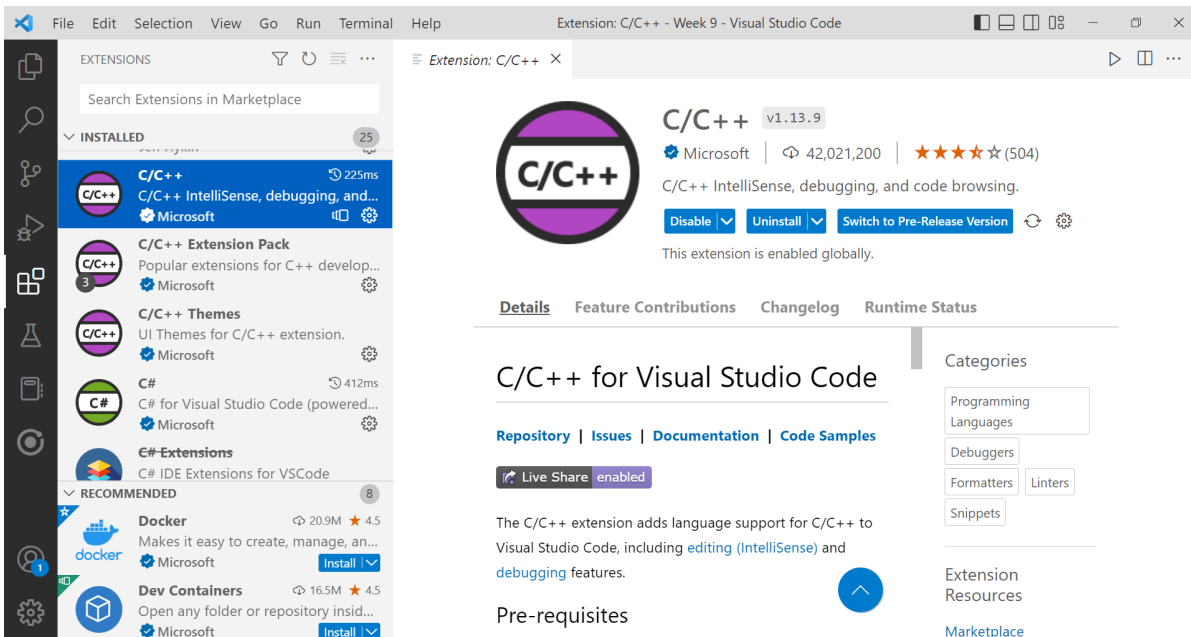 File Edit Selection View Go Run Terminal Help
Extension: C/C++ - Week 9 - Visual Studio Code
EXTENSIONS
Search Extensions in Marketplace
INSTALLED 25
C/C++ 225ms
C/C++ IntelliSense, debugging, and...
Microsoft
C/C++ Extension Pack
Popular extensions for C++ develop...
3
Microsoft
C/C++ Themes
UI Themes for C/C++ extension.
Microsoft
C# 412ms
C# for Visual Studio Code (powered...
Microsoft
C# Extensions
C# IDE Extensions for VSCode
RECOMMENDED 8
Docker 20.9M 4.5
Makes it easy to create, manage, an...
Microsoft Install
Dev Containers 16.5M 4.5
Open any folder or repository insid...
Microsoft Install
C/C++
C/C++
C/C++
C#
docker
1
Extension: C/C++
C/C++
C/C++ v1.13.9
Microsoft 42,021,200 (504)
C/C++ IntelliSense, debugging, and code browsing.
Disable Uninstall Switch to Pre-Release Version
This extension is enabled globally.
Details Feature Contributions Changelog Runtime Status
C/C++ for Visual Studio Code
Repository | Issues | Documentation | Code Samples
Live Share enabled
The C/C++ extension adds language support for C/C++ to
Visual Studio Code, including editing (IntelliSense) and
debugging features.
Pre-requisites
Categories
Programming
Languages
Debuggers
Formatters Linters
Snippets
Extension
Resources
Marketplace